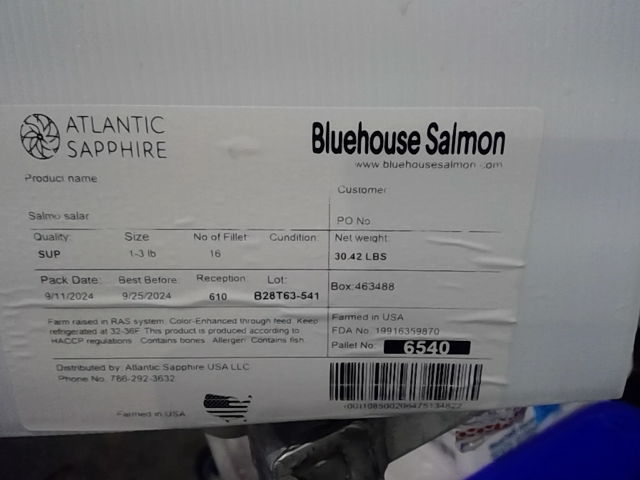 ATLANTIC
SAPPHIRE
Bluehouse Salmon
www.bluehousesalmon.com
Product name
Customer
Salmo salar
PO No.
Quality: Size No of Fillet Condition: Net weight
SUP 1-3 lb 16 30.42 LBS
Pack Date: Best Before Reception Lot: Box:463488
9/11/2024 9/25/2024 610 B28T63-541
Farm raised in RAS system. Color-Enhanced through feed. Keep
refrigerated at 32-36F. This product is produced according to
HACCP regulations. Contains bones. Allergen: Contains fish.
Farmed in USA
FDA No. 19916359870
Pallet No: 6540
Distributed by: Atlantic Sapphire USA LLC
Phone No. 786-292-3632
Farmed in USA